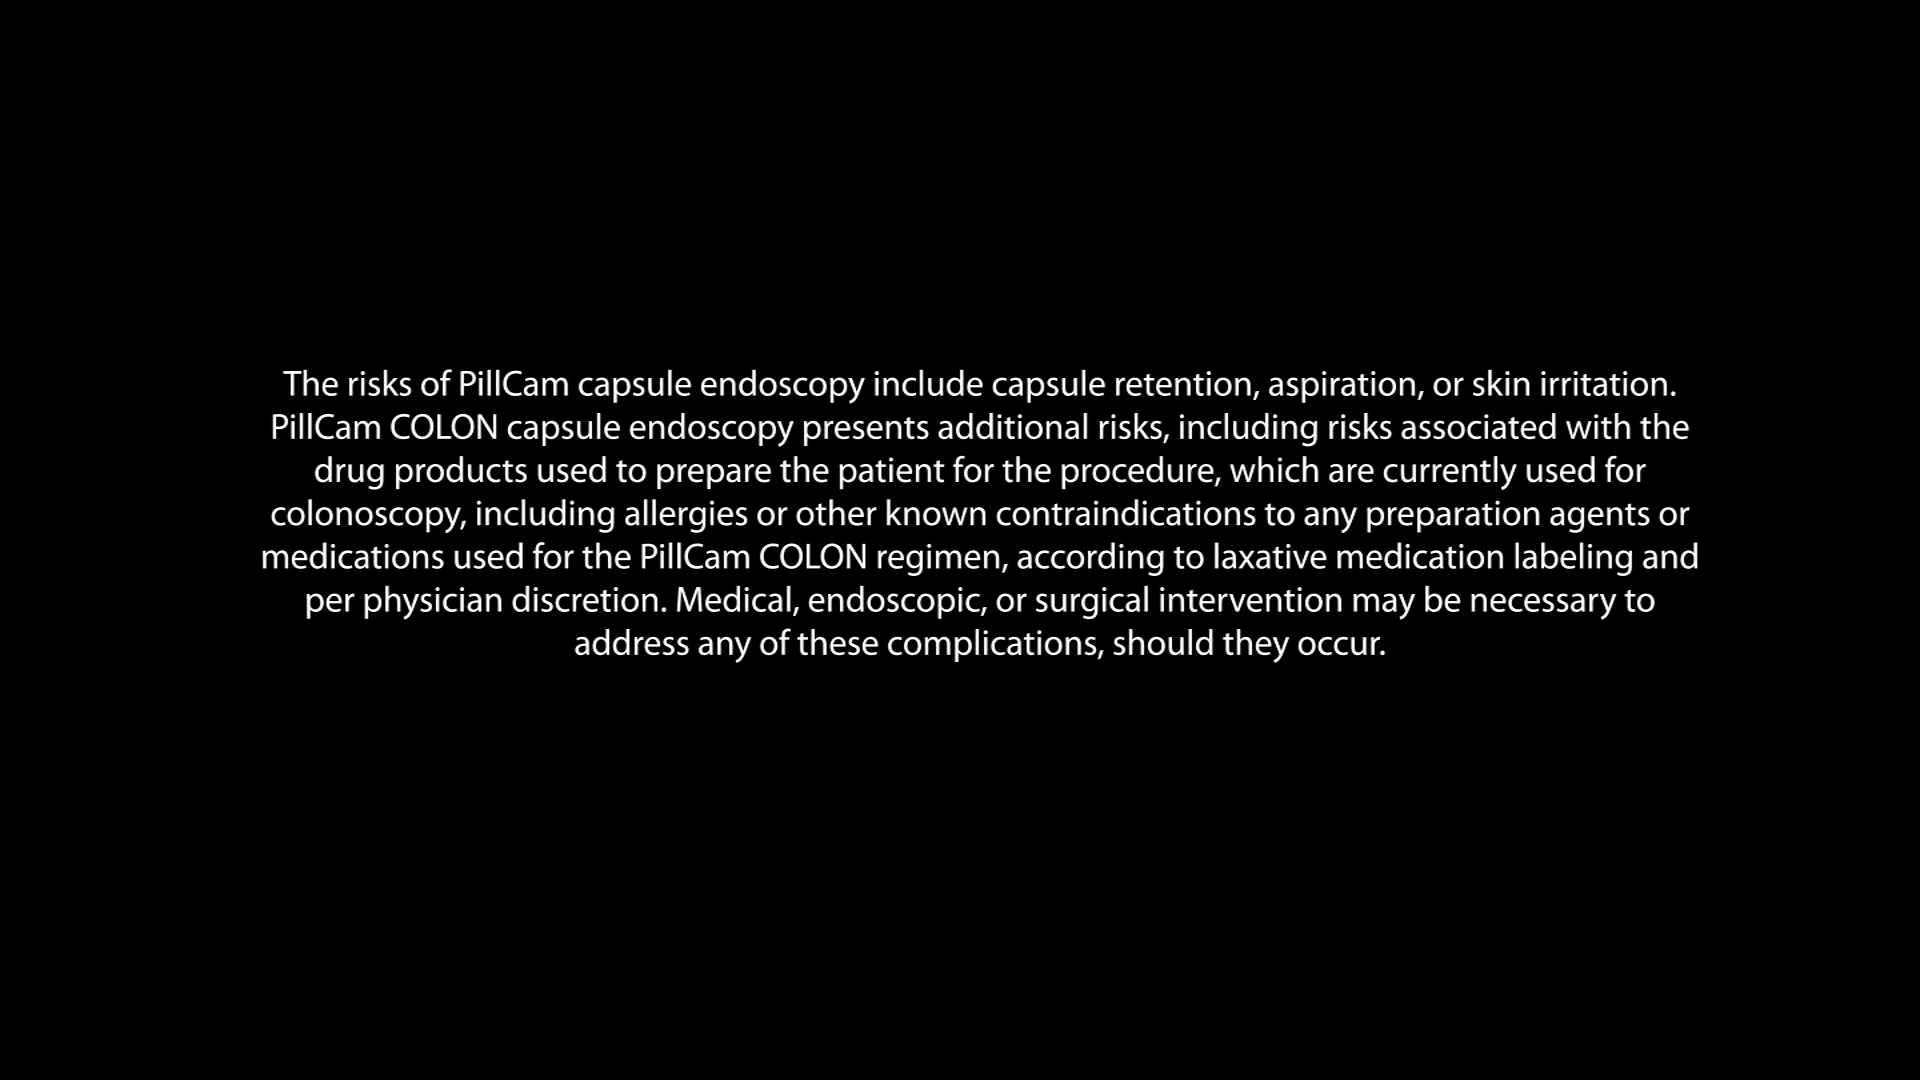 The risks of PillCam capsule endoscopy include capsule retention, aspiration, or skin irritation.
PillCam COLON capsule endoscopy presents additional risks, including risks associated with the
drug products used to prepare the patient for the procedure, which are currently used for
colonoscopy, including allergies or other known contraindications to any preparation agents or
medications used for the PillCam COLON regimen, according to laxative medication labeling and
per physician discretion. Medical, endoscopic, or surgical intervention may be necessary to
address any of these complications, should they occur.